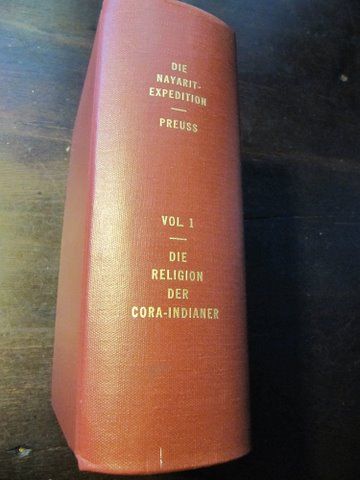 DIE
NAYARIT-
EXPEDITION
PREUSS
VOL. 1
DIE
RELIGION
DER
CORA-INDIANER